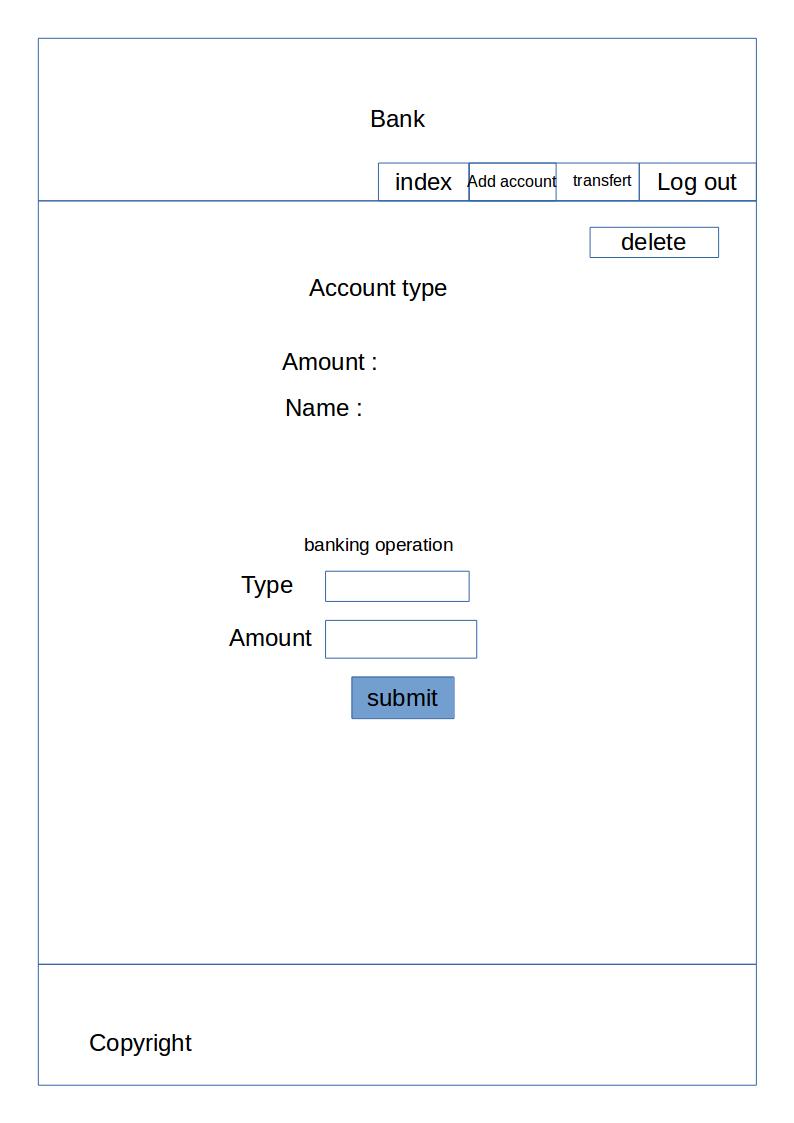 Bank
index Add account transfert Log out
delete
Account type
Amount :
Name :
banking operation
Type
Amount
submit
Copyright